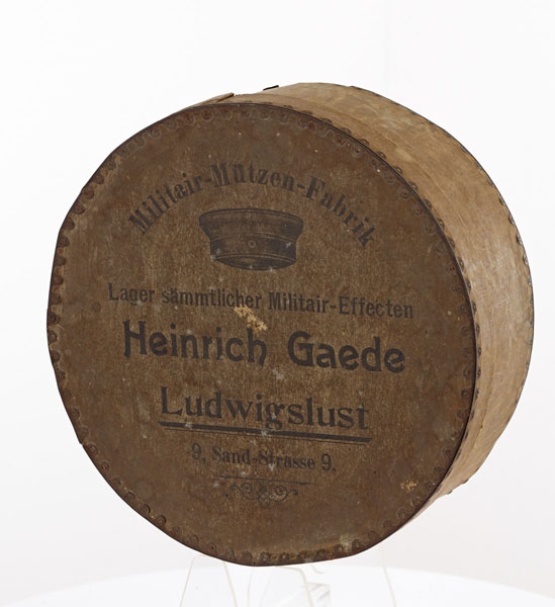 Militair-Mützen-Fabrik
Lager sämmtlicher Militair-Effecten
Heinrich Gaede
Ludwigslust
9. Sand-Strasse 9.